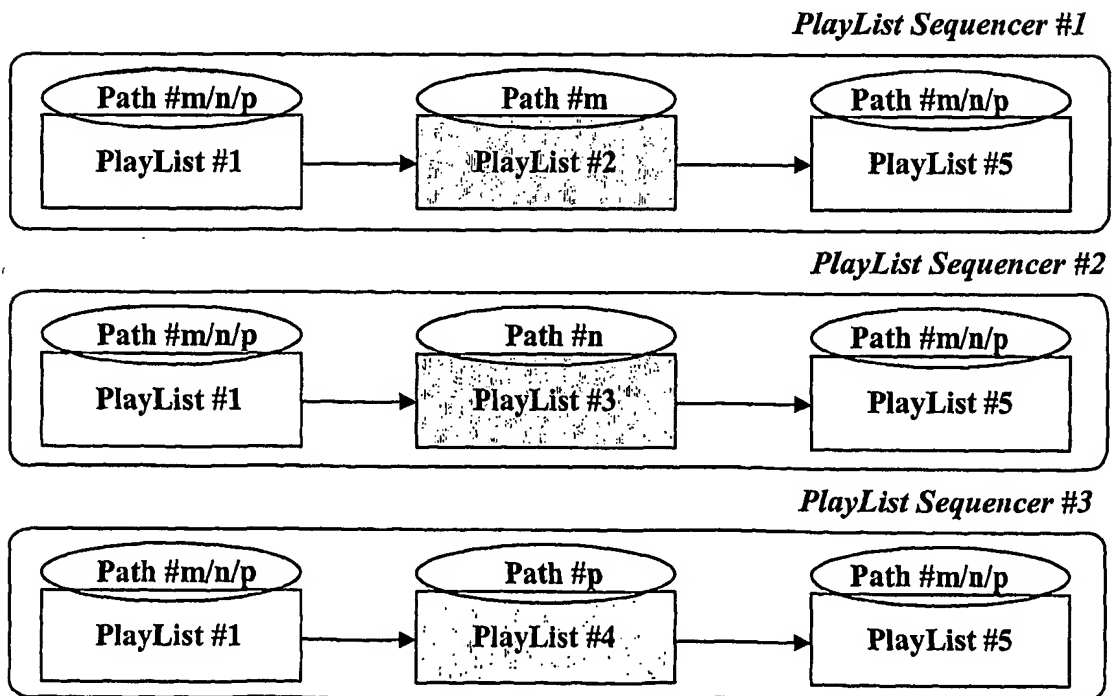 PlayList Sequencer #1
Path #m/n/p
Path #m
Path #m/n/p
PlayList #1
PlayList #2
PlayList #5
PlayList Sequencer #2
Path #m/n/p
Path #n
Path #m/n/p
PlayList #1
PlayList #3
PlayList #5
PlayList Sequencer #3
Path #m/n/p
Path #p
Path #m/n/p
PlayList #1
PlayList #4
PlayList #5